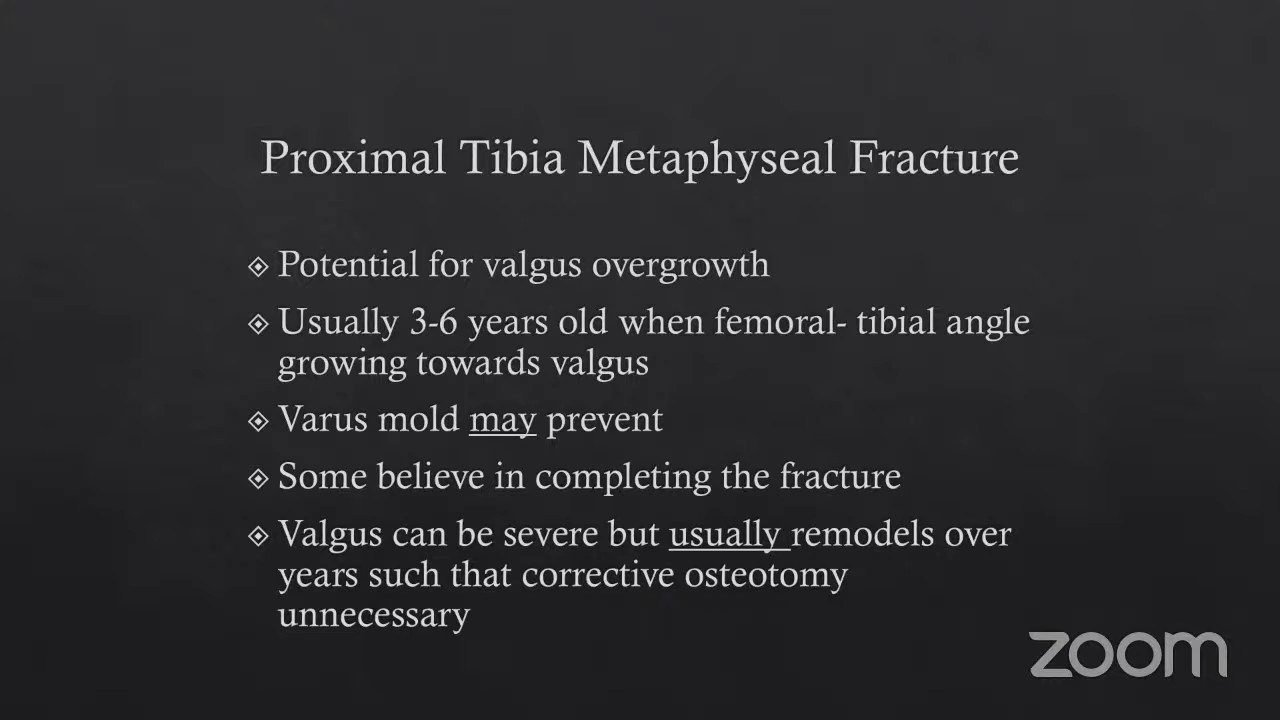 Proximal Tibia Metaphyseal Fracture
Potential for valgus overgrowth
Usually 3-6 years old when femoral- tibial angle
growing towards valgus
Varus mold may prevent
Some believe in completing the fracture
Valgus can be severe but usually remodels over
years such that corrective osteotomy
unnecessary
zoom